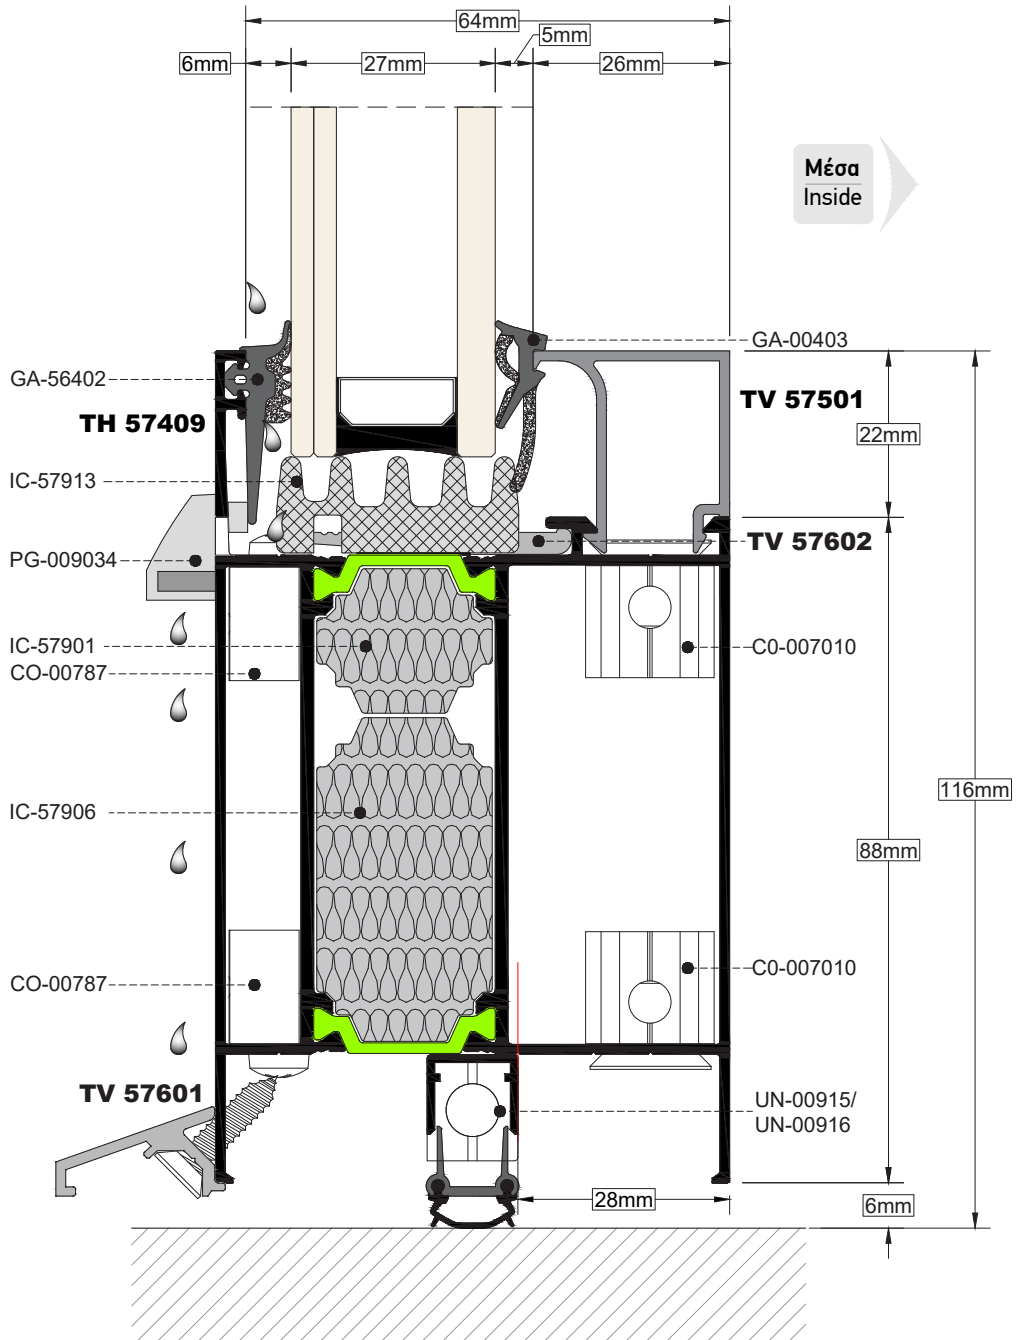 64mm
5mm
6mm
27mm
26mm
Μέσα
Inside
GA-00403
GA-56402
TV 57501
TH 57409
22mm
IC-57913
TV 57602
PG-009034
IC-57901
C0-007010
CO-00787
116mm
IC-57906
88mm
C0-007010
CO-00787
TV 57601
UN-00915/
UN-00916
28mm
6mm